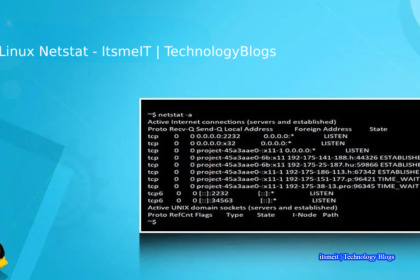 Linux Netstat - ItsmeIT | TechnologyBlogs
~$ netstat -a
Active Internet connections (servers and established)
Proto Recv-Q Send-Q Local Address Foreign Address State
tcp 0 0 0.0.0.0:2232 0.0.0.0:* LISTEN
tcp 0 0 0.0.0.0:x32 0.0.0.0:* LISTEN
tcp 0 0 project-45a3aae0-:x11-1 0.0.0.0:* LISTEN
tcp 0 0 project-45a3aae0-6b:x11 192-175-141-188.h:44326 ESTABLISHE
tcp 0 0 project-45a3aae0-6b:x11 192-175-25-187.hu:59866 ESTABLISHE
tcp 0 0 project-45a3aae0-6b:x11 192-175-186-113.h:67342 ESTABLISHE
tcp 0 0 project-45a3aae0-6b:x11 192-175-151-177.p:96421 TIME_WAIT
tcp 0 0 project-45a3aae0-6b:x11 192-175-38-13.pro:96345 TIME_WAIT
tcp6 0 0 [::]:2232 [::]:* LISTEN
tcp6 0 0 [::]:34563 [::]:* LISTEN
Active UNIX domain sockets (servers and established)
Proto RefCnt Flags Type State I-Node Path
~$
itsmeit | Technology Blogs